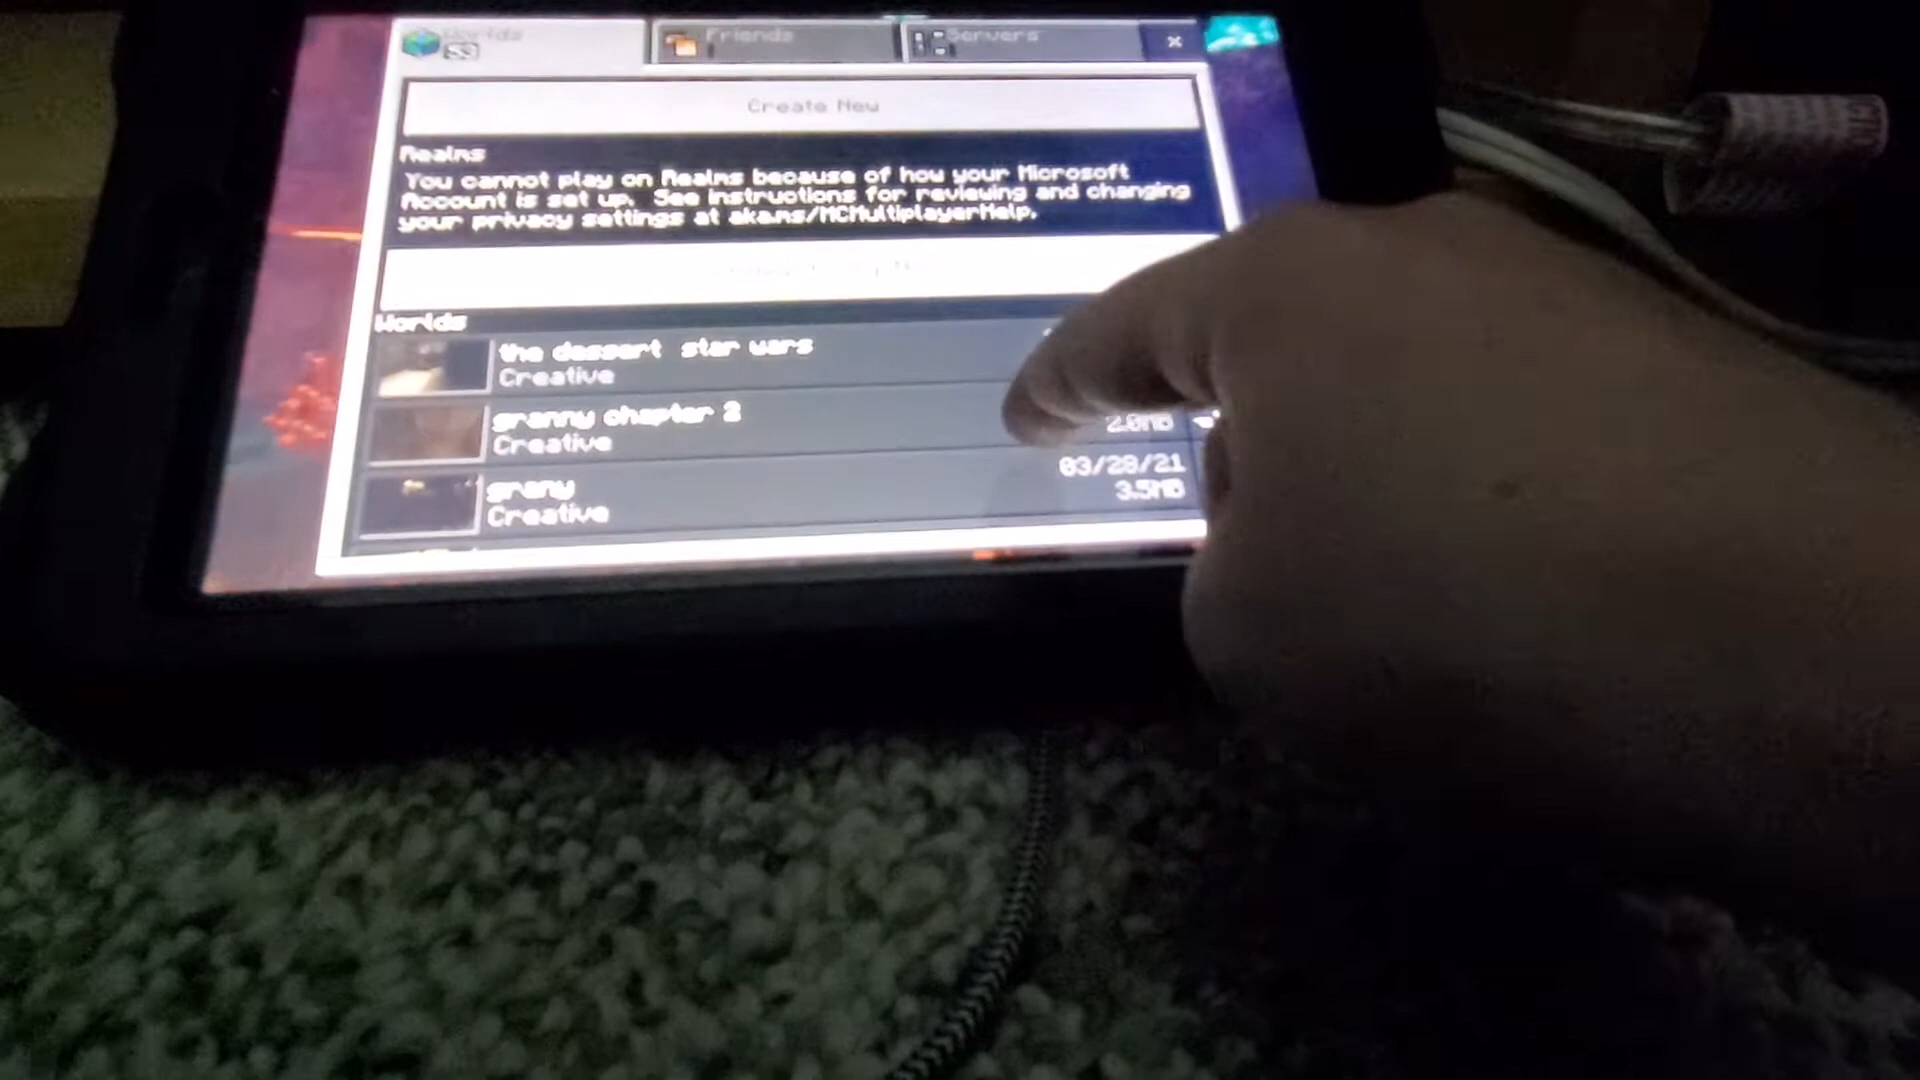 Worlds
53
Friends
Servers
Create New
Realms
You cannot play on Realms because of how your Microsoft
Account is set up. See instructions for reviewing and changing
your privacy settings at aka.ms/MCMultiplayerHelp.
Worlds
the dessert star wars
Creative
granny chapter 2
Creative
2.0MB
grany
Creative
03/28/21
3.5MB